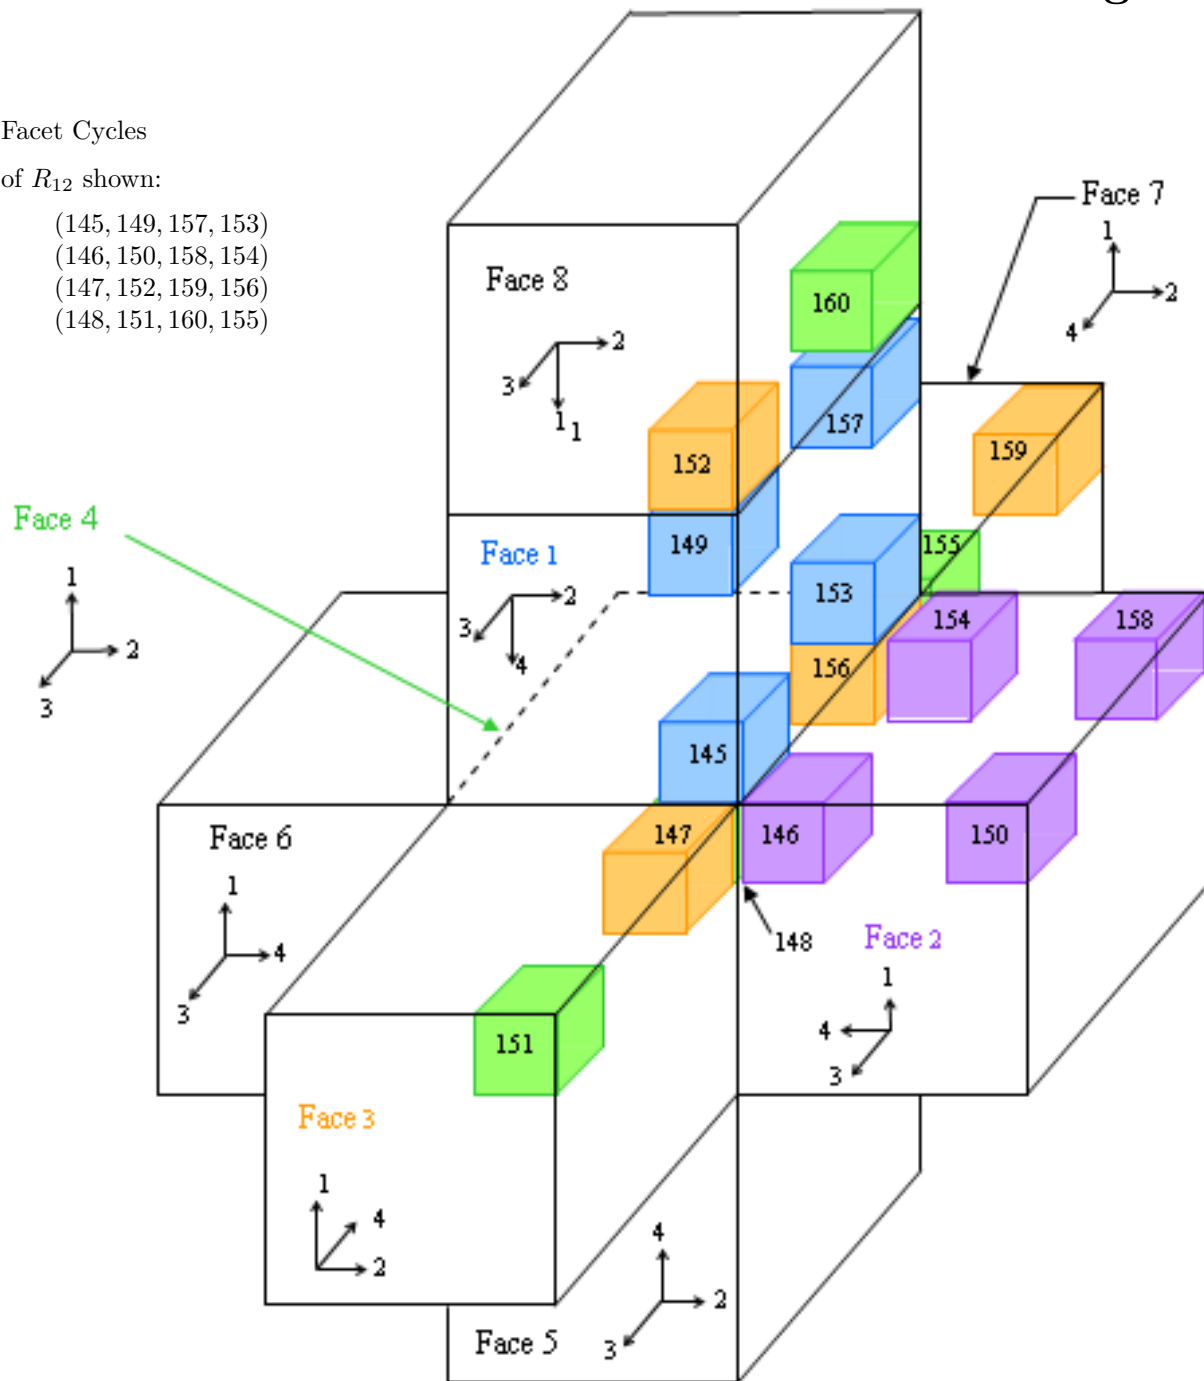 g
Facet Cycles
of R₁₂ shown:
(145, 149, 157, 153)
(146, 150, 158, 154)
(147, 152, 159, 156)
(148, 151, 160, 155)
Face 7
1
2
4
160
Face 8
2
3
1
1
157
152
159
Face 4
1
2
3
149
155
Face 1
2
3
4
153
154
158
156
145
147
146
150
148
Face 6
1
4
3
Face 2
1
4
3
151
Face 3
1
4
2
4
2
3
Face 5